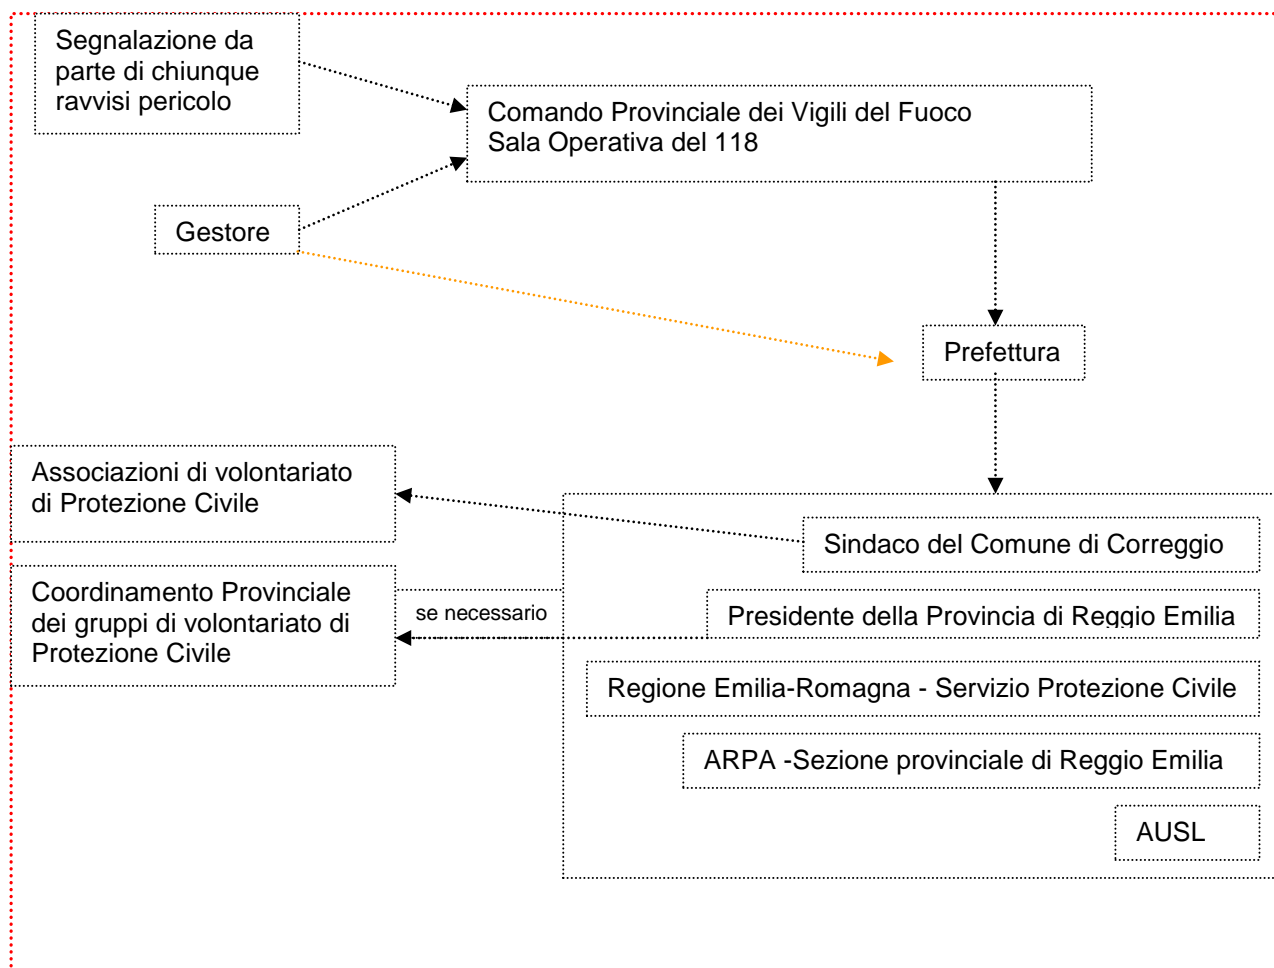 Segnalazione da
parte di chiunque
ravvisi pericolo
Comando Provinciale dei Vigili del Fuoco
Sala Operativa del 118
Gestore
Prefettura
Associazioni di volontariato
di Protezione Civile
Sindaco del Comune di Correggio
Coordinamento Provinciale
dei gruppi di volontariato di
Protezione Civile
se necessario
Presidente della Provincia di Reggio Emilia
Regione Emilia-Romagna - Servizio Protezione Civile
ARPA -Sezione provinciale di Reggio Emilia
AUSL